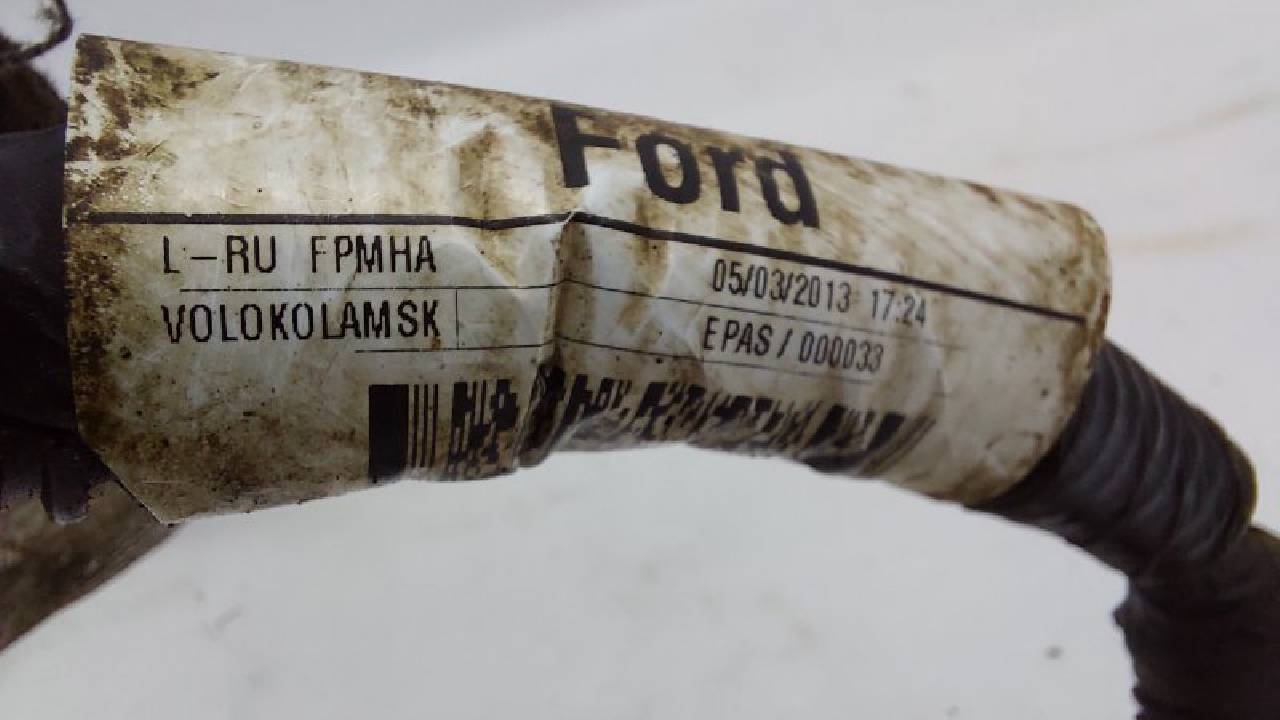 Ford
L-RU FPMHA
05/03/2013 17:24
VOLOKOLAMSK
EPAS / 000033